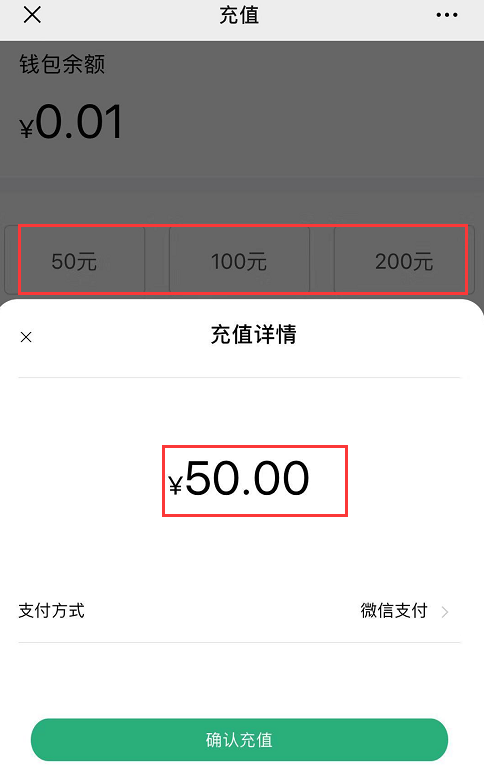 充值
钱包余额
¥0.01
50元 100元 200元
充值详情
¥50.00
支付方式 微信支付
确认充值